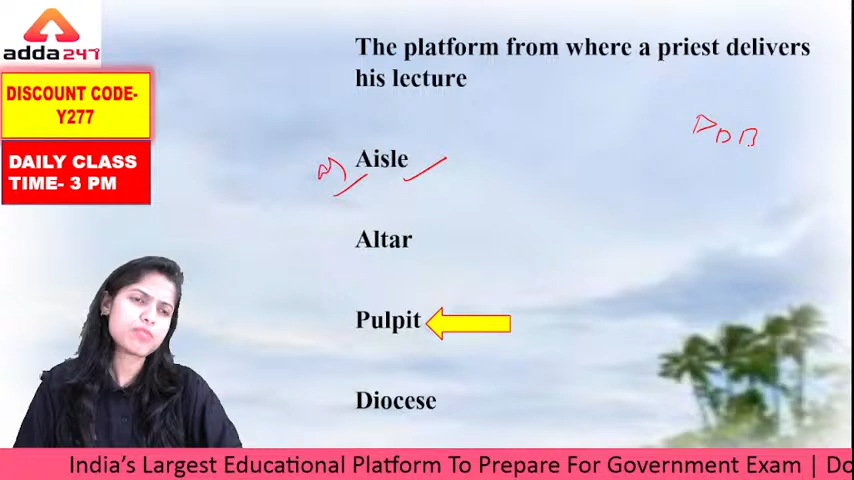 adda247
DISCOUNT CODE-
Y277
DAILY CLASS
TIME- 3 PM
The platform from where a priest delivers
his lecture
Aisle
Altar
Pulpit
Diocese
India's Largest Educational Platform To Prepare For Government Exam | Do